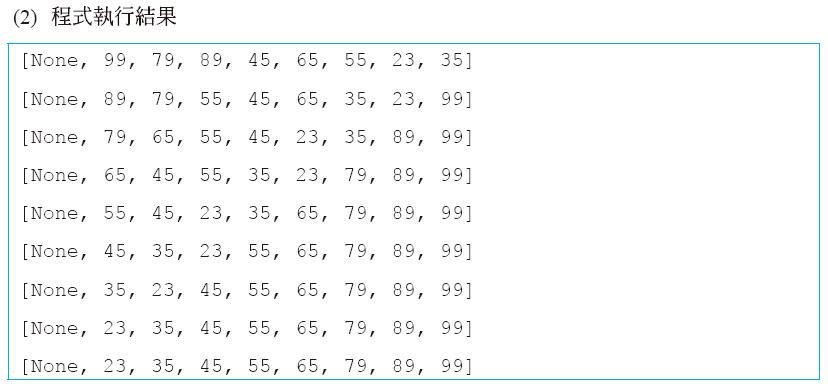 (2) 程式執行結果
[None, 99, 79, 89, 45, 65, 55, 23, 35]
[None, 89, 79, 55, 45, 65, 35, 23, 99]
[None, 79, 65, 55, 45, 23, 35, 89, 99]
[None, 65, 45, 55, 35, 23, 79, 89, 99]
[None, 55, 45, 23, 35, 65, 79, 89, 99]
[None, 45, 35, 23, 55, 65, 79, 89, 99]
[None, 35, 23, 45, 55, 65, 79, 89, 99]
[None, 23, 35, 45, 55, 65, 79, 89, 99]
[None, 23, 35, 45, 55, 65, 79, 89, 99]